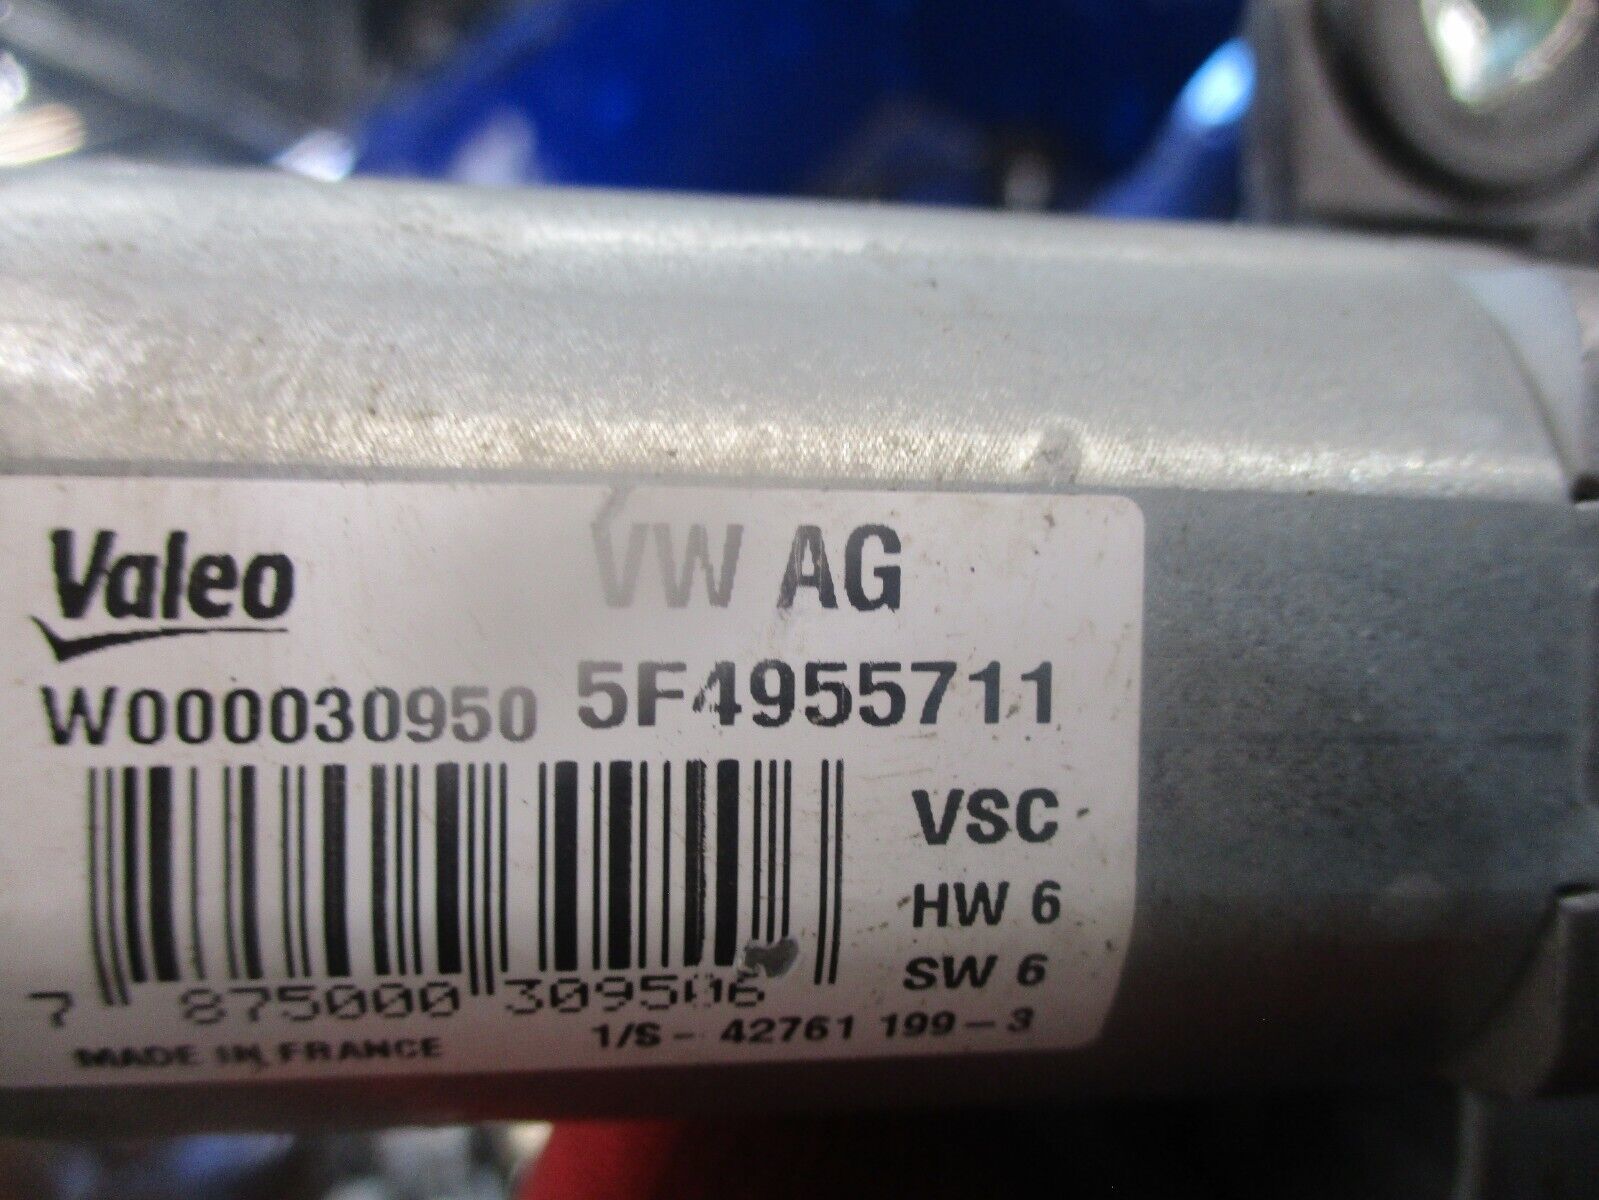 Valeo VW AG
W000030950 5F4955711
VSC
HW 6
SW 6
7 875000 309506
1/S - 42761 199-3
MADE IN FRANCE